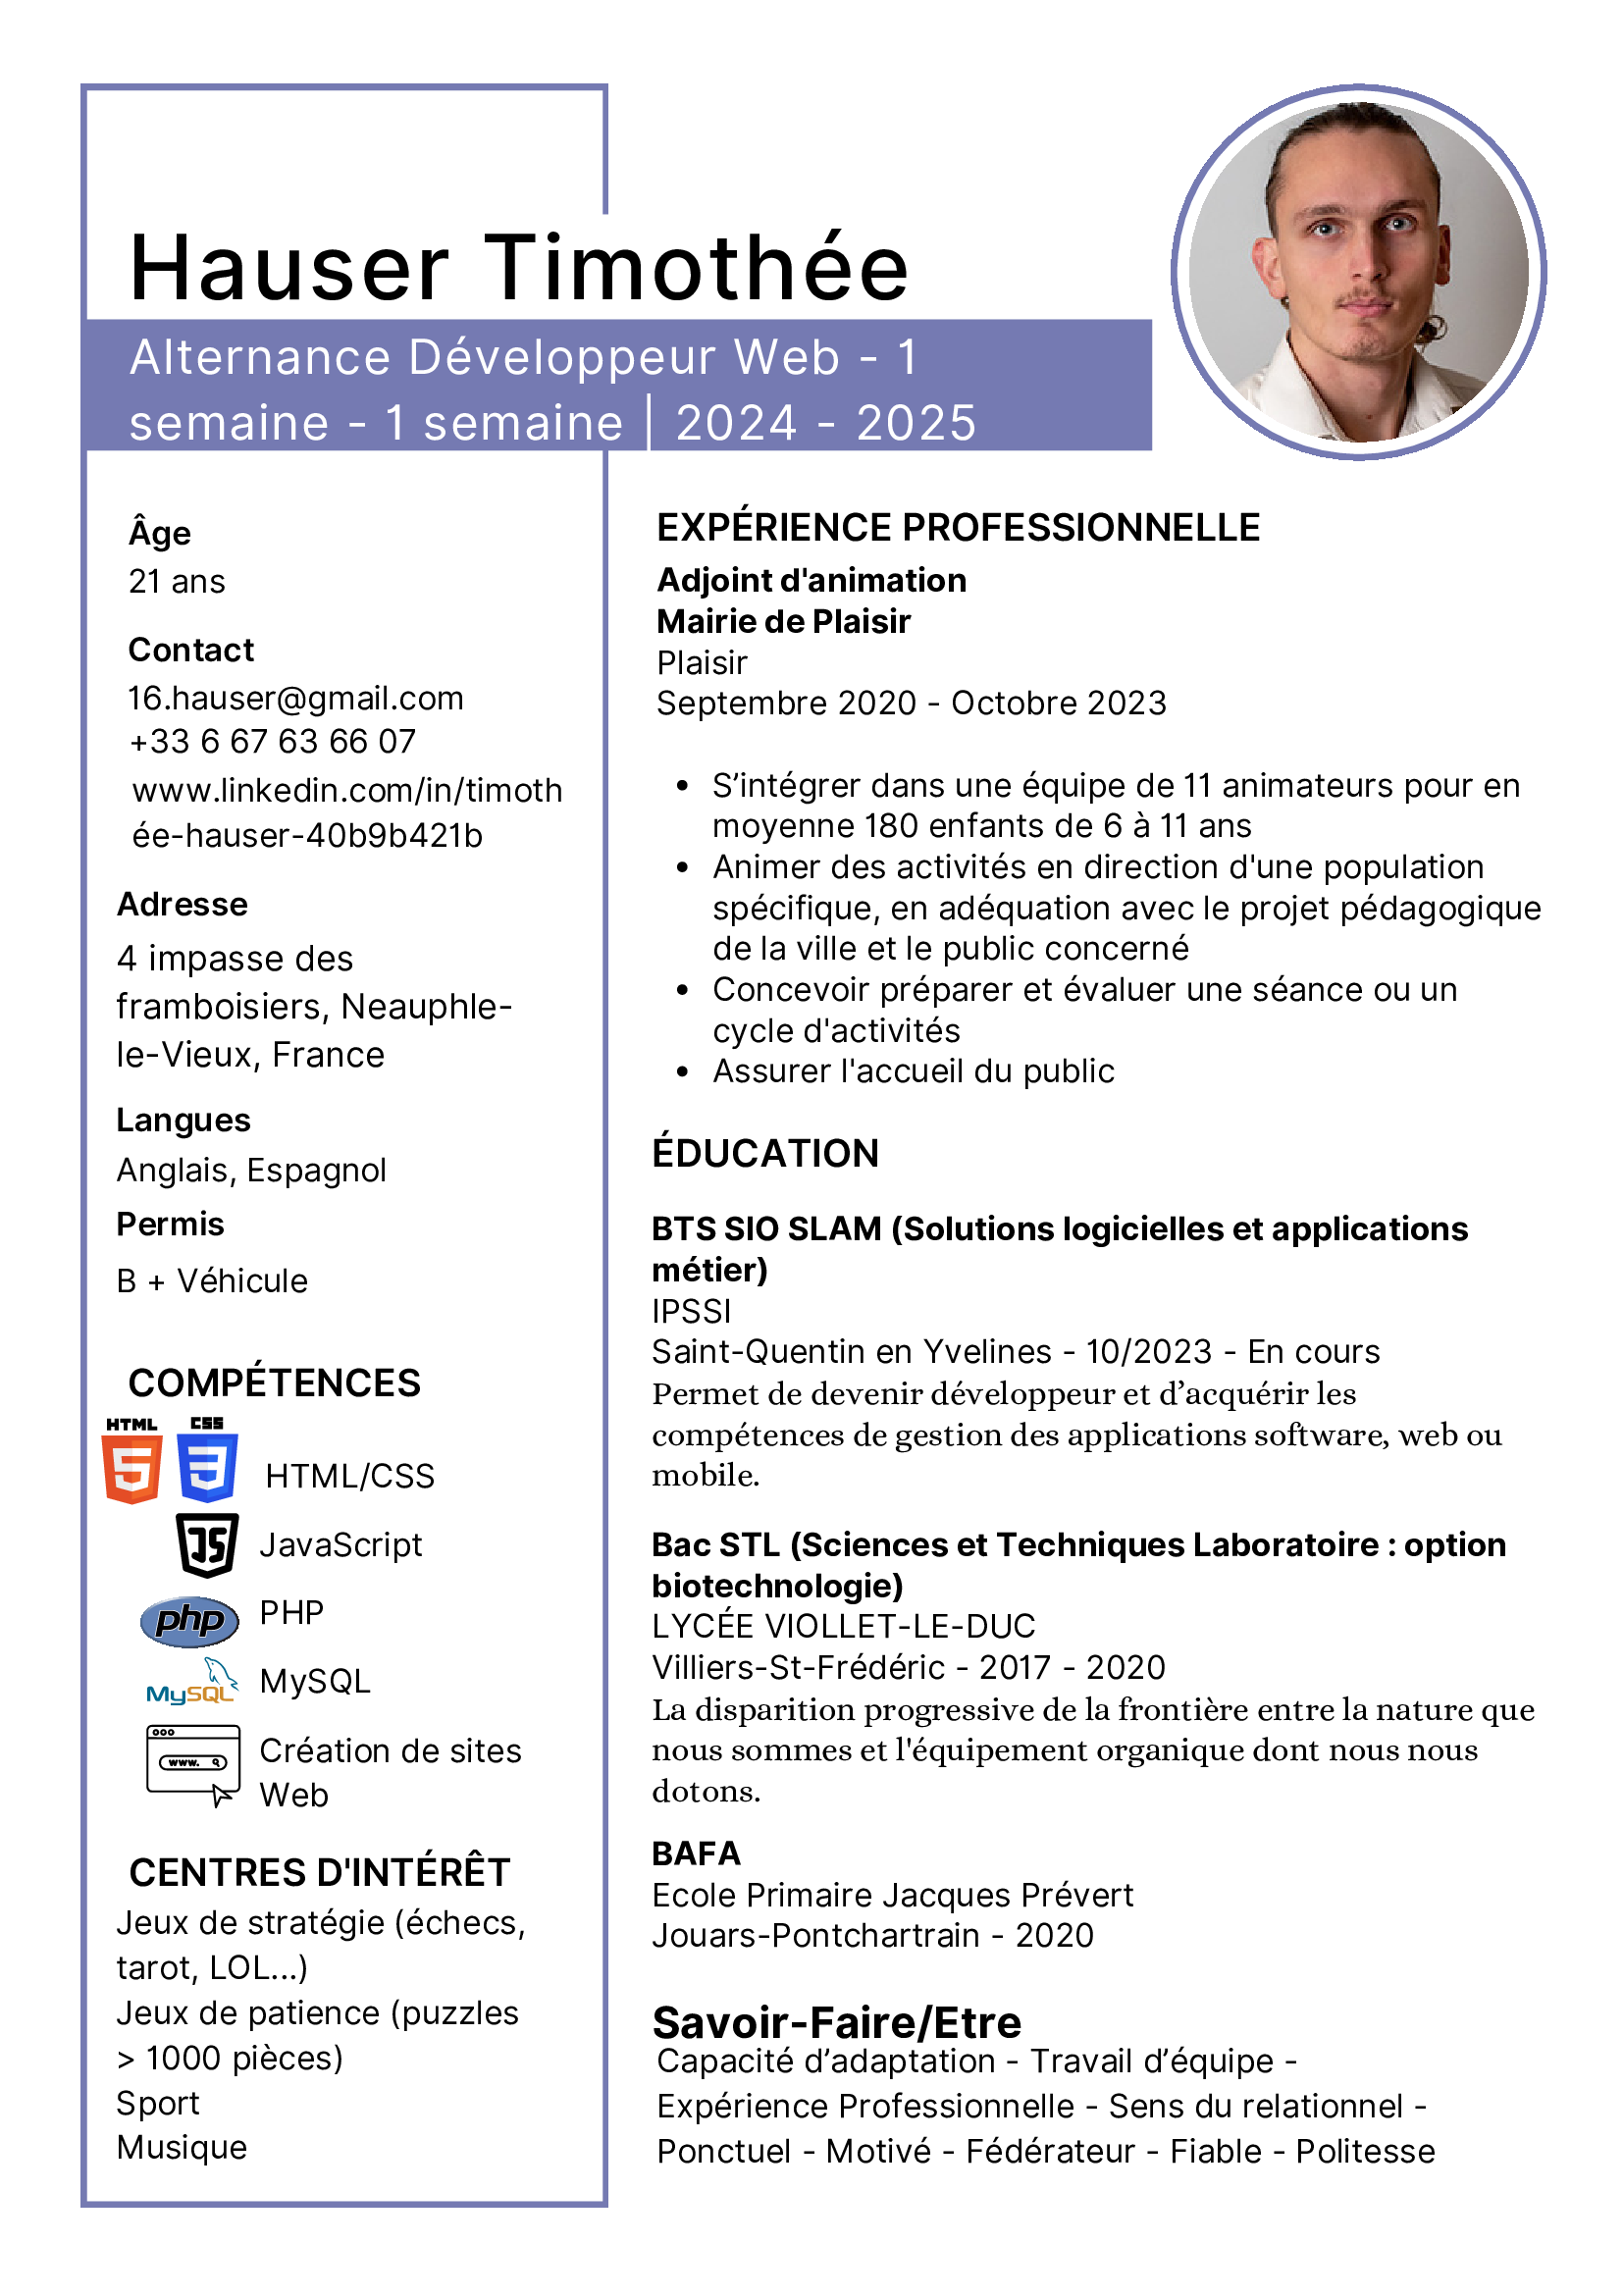 Hauser Timothée
Alternance Développeur Web - 1
semaine - 1 semaine | 2024 - 2025
Âge
21 ans
Contact
16.hauser@gmail.com
+33 6 67 63 66 07
www.linkedin.com/in/timoth
ée-hauser-40b9b421b
Adresse
4 impasse des
framboisiers, Neauphle-
le-Vieux, France
Langues
Anglais, Espagnol
Permis
B + Véhicule
COMPÉTENCES
HTML CSS
5 3 HTML/CSS
JS JavaScript
php PHP
MySQL MySQL
www. Création de sites
Web
CENTRES D'INTÉRÊT
Jeux de stratégie (échecs,
tarot, LOL...)
Jeux de patience (puzzles
> 1000 pièces)
Sport
Musique
EXPÉRIENCE PROFESSIONNELLE
Adjoint d'animation
Mairie de Plaisir
Plaisir
Septembre 2020 - Octobre 2023
• S’intégrer dans une équipe de 11 animateurs pour en
moyenne 180 enfants de 6 à 11 ans
• Animer des activités en direction d'une population
spécifique, en adéquation avec le projet pédagogique
de la ville et le public concerné
• Concevoir préparer et évaluer une séance ou un
cycle d'activités
• Assurer l'accueil du public
ÉDUCATION
BTS SIO SLAM (Solutions logicielles et applications
métier)
IPSSI
Saint-Quentin en Yvelines - 10/2023 - En cours
Permet de devenir développeur et d’acquérir les
compétences de gestion des applications software, web ou
mobile.
Bac STL (Sciences et Techniques Laboratoire : option
biotechnologie)
LYCÉE VIOLLET-LE-DUC
Villiers-St-Frédéric - 2017 - 2020
La disparition progressive de la frontière entre la nature que
nous sommes et l'équipement organique dont nous nous
dotons.
BAFA
Ecole Primaire Jacques Prévert
Jouars-Pontchartrain - 2020
Savoir-Faire/Etre
Capacité d’adaptation - Travail d’équipe -
Expérience Professionnelle - Sens du relationnel -
Ponctuel - Motivé - Fédérateur - Fiable - Politesse